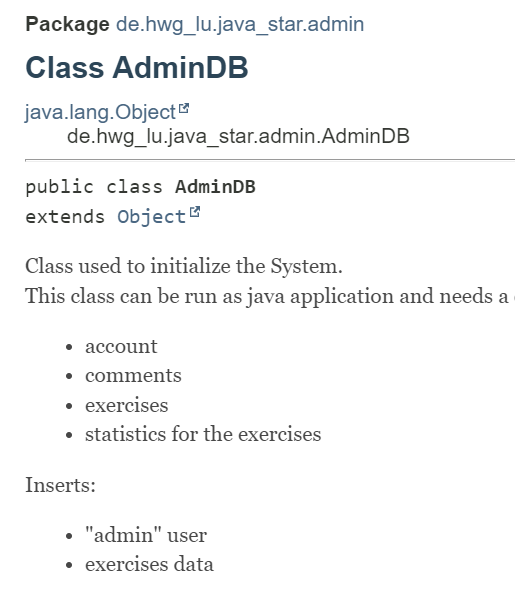 Package de.hwg_lu.java_star.admin
Class AdminDB
java.lang.Object
de.hwg_lu.java_star.admin.AdminDB
public class AdminDB
extends Object
Class used to initialize the System.
This class can be run as java application and needs a
• account
• comments
• exercises
• statistics for the exercises
Inserts:
• "admin" user
• exercises data